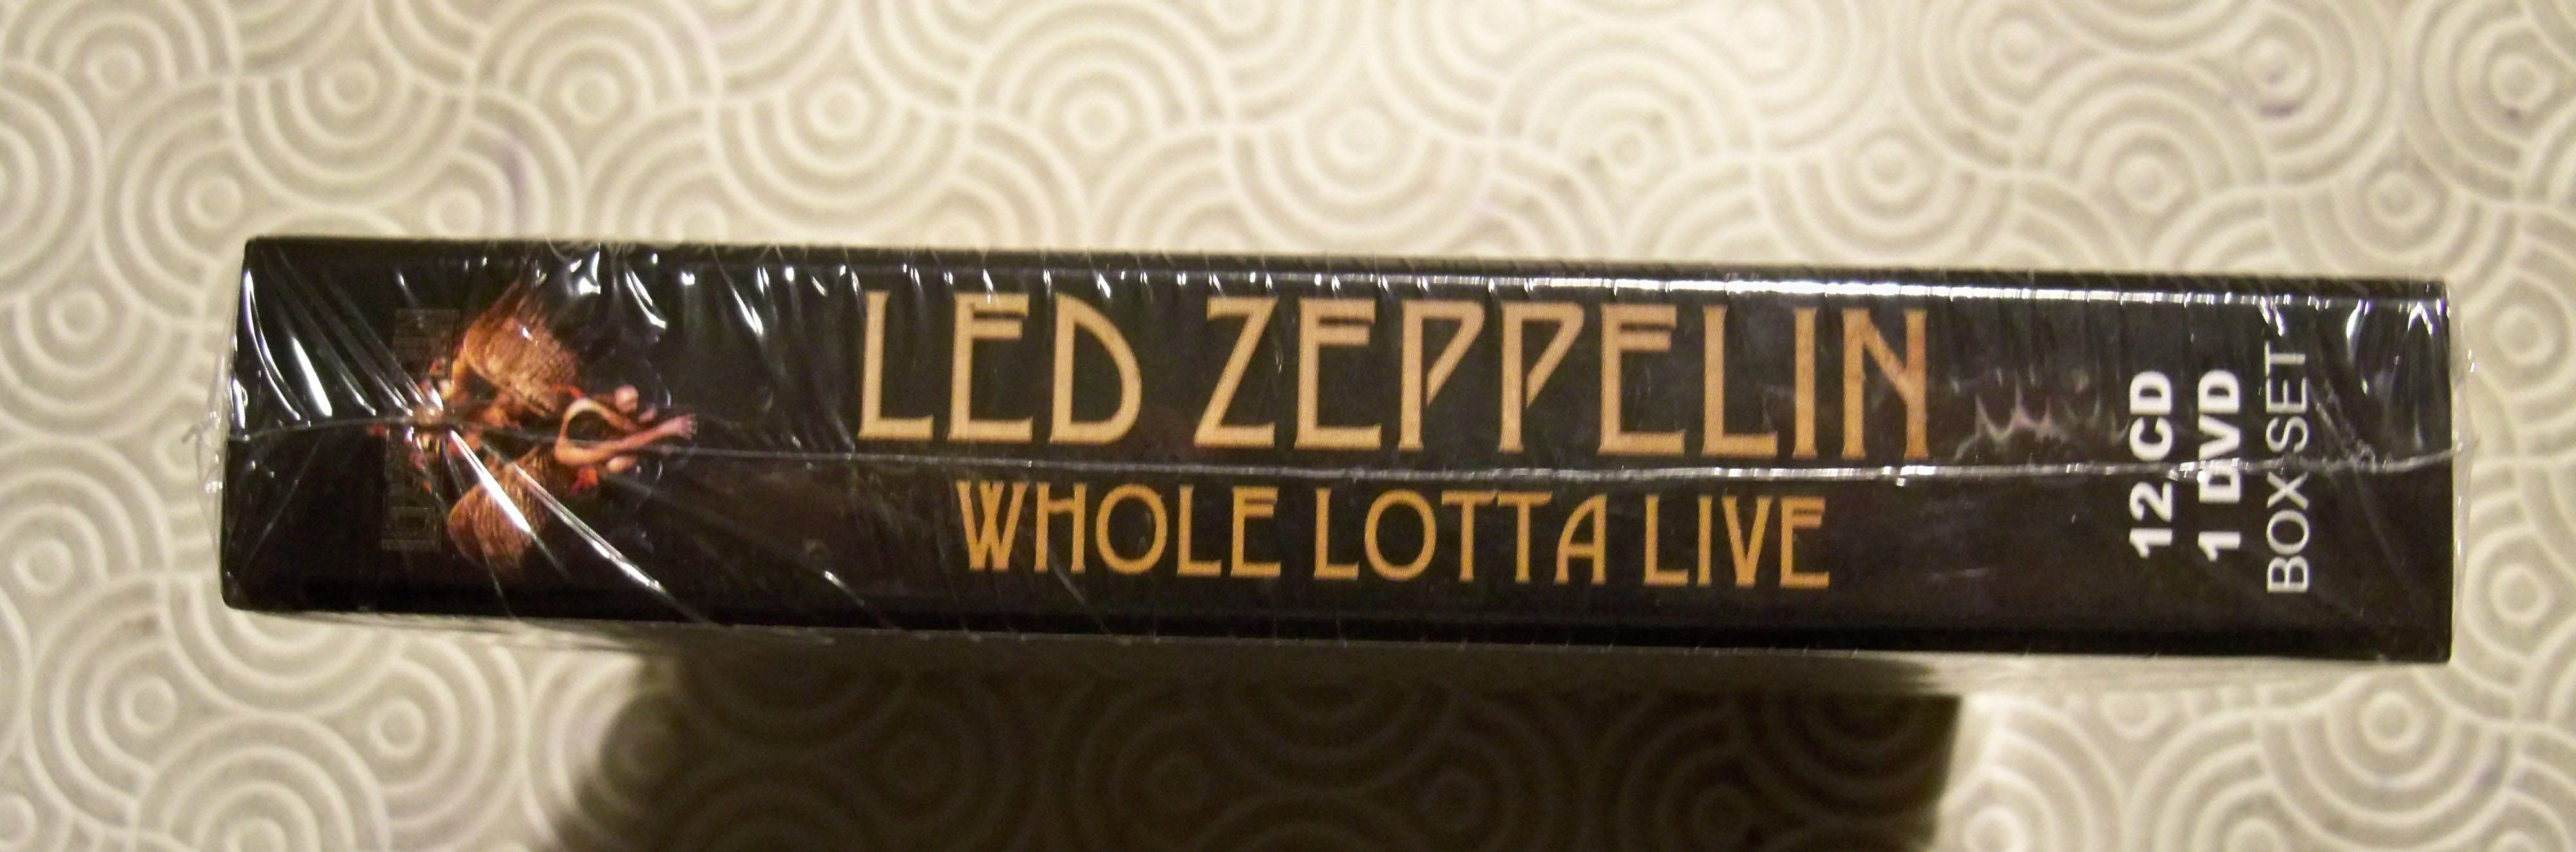 LED ZEPPELIN
WHOLE LOTTA LIVE
12 CD
1 DVD
BOX SET